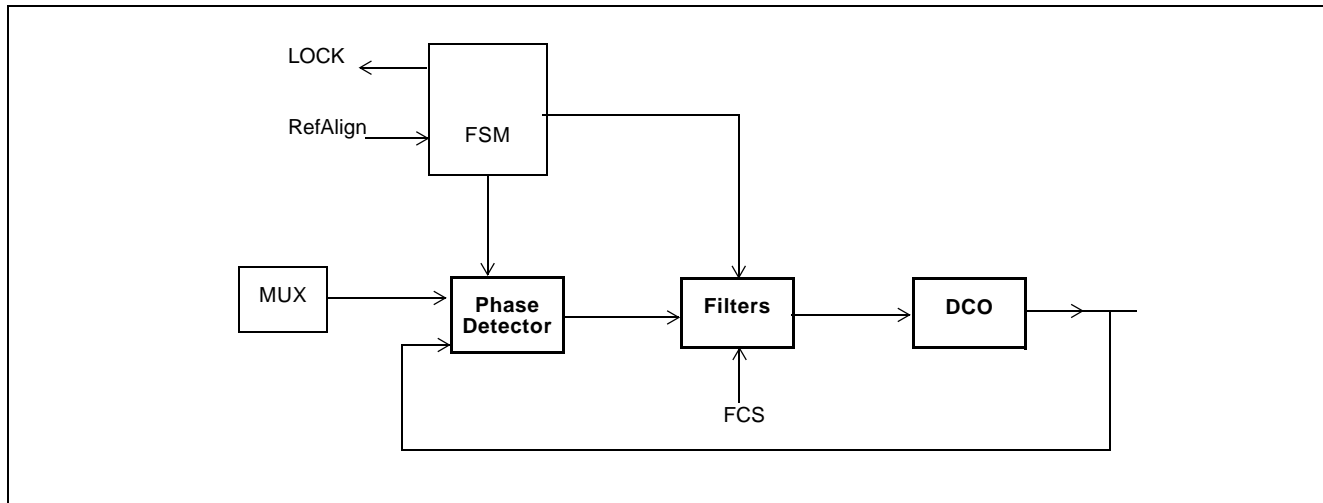 LOCK
RefAlign
FSM
MUX
Phase
Detector
Filters
DCO
FCS